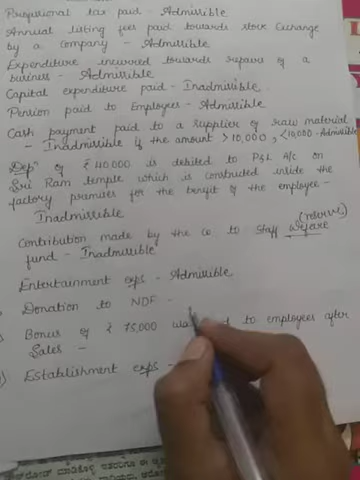 Professional tax paid - Admissible
Annual listing fees paid towards stock Exchange
by a company - Admissible
Expenditure incurred towards repairs of a
business - Admissible
Capital expenditure paid - Inadmissible.
Pension paid to Employees - Admissible
Cash payment paid to a supplier of raw material
- Inadmissible if the amount >10,000, <10,000 - Admissible
Depn of ₹ 40,000 is debited to P&L A/c on
Sri Ram temple which is constructed inside the
factory premises for the benefit of the employee -
Inadmissible
(reserve)
Contribution made by the co. to Staff welfare
fund - Inadmissible
Entertainment exps - Admissible
Donation to NDF -
Bonus of ₹ 75,000 to employees after
Sales -
Establishment exps -